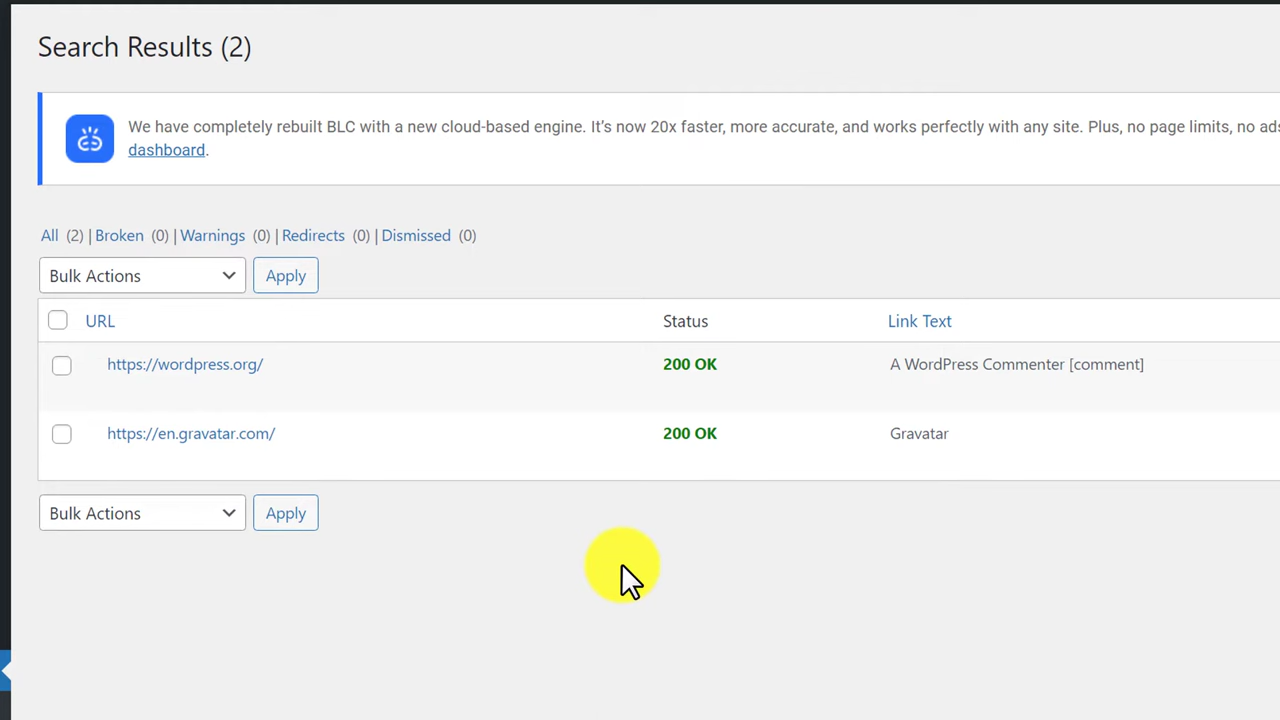 Search Results (2)
We have completely rebuilt BLC with a new cloud-based engine. It's now 20x faster, more accurate, and works perfectly with any site. Plus, no page limits, no ads
dashboard.
All (2) | Broken (0) | Warnings (0) | Redirects (0) | Dismissed (0)
Bulk Actions Apply
URL Status Link Text
https://wordpress.org/ 200 OK A WordPress Commenter [comment]
https://en.gravatar.com/ 200 OK Gravatar
Bulk Actions Apply